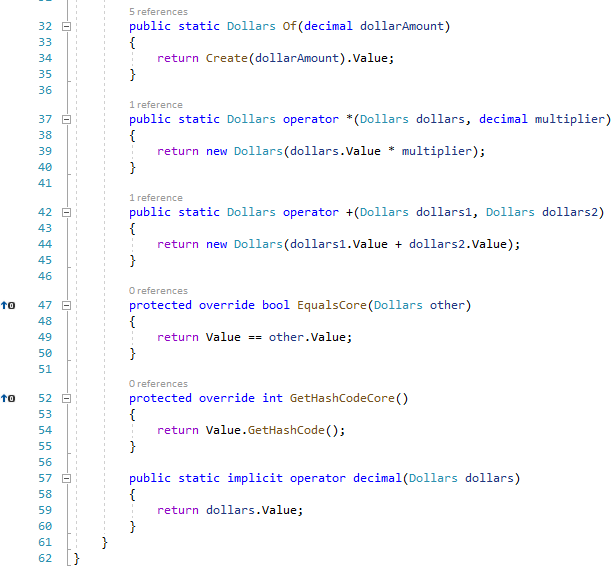 5 references
32 public static Dollars Of(decimal dollarAmount)
33 {
34 return Create(dollarAmount).Value;
35 }
36
1 reference
37 public static Dollars operator *(Dollars dollars, decimal multiplier)
38 {
39 return new Dollars(dollars.Value * multiplier);
40 }
41
1 reference
42 public static Dollars operator +(Dollars dollars1, Dollars dollars2)
43 {
44 return new Dollars(dollars1.Value + dollars2.Value);
45 }
46
0 references
47 protected override bool EqualsCore(Dollars other)
48 {
49 return Value == other.Value;
50 }
51
0 references
52 protected override int GetHashCodeCore()
53 {
54 return Value.GetHashCode();
55 }
56
57 public static implicit operator decimal(Dollars dollars)
58 {
59 return dollars.Value;
60 }
61 }
62 }